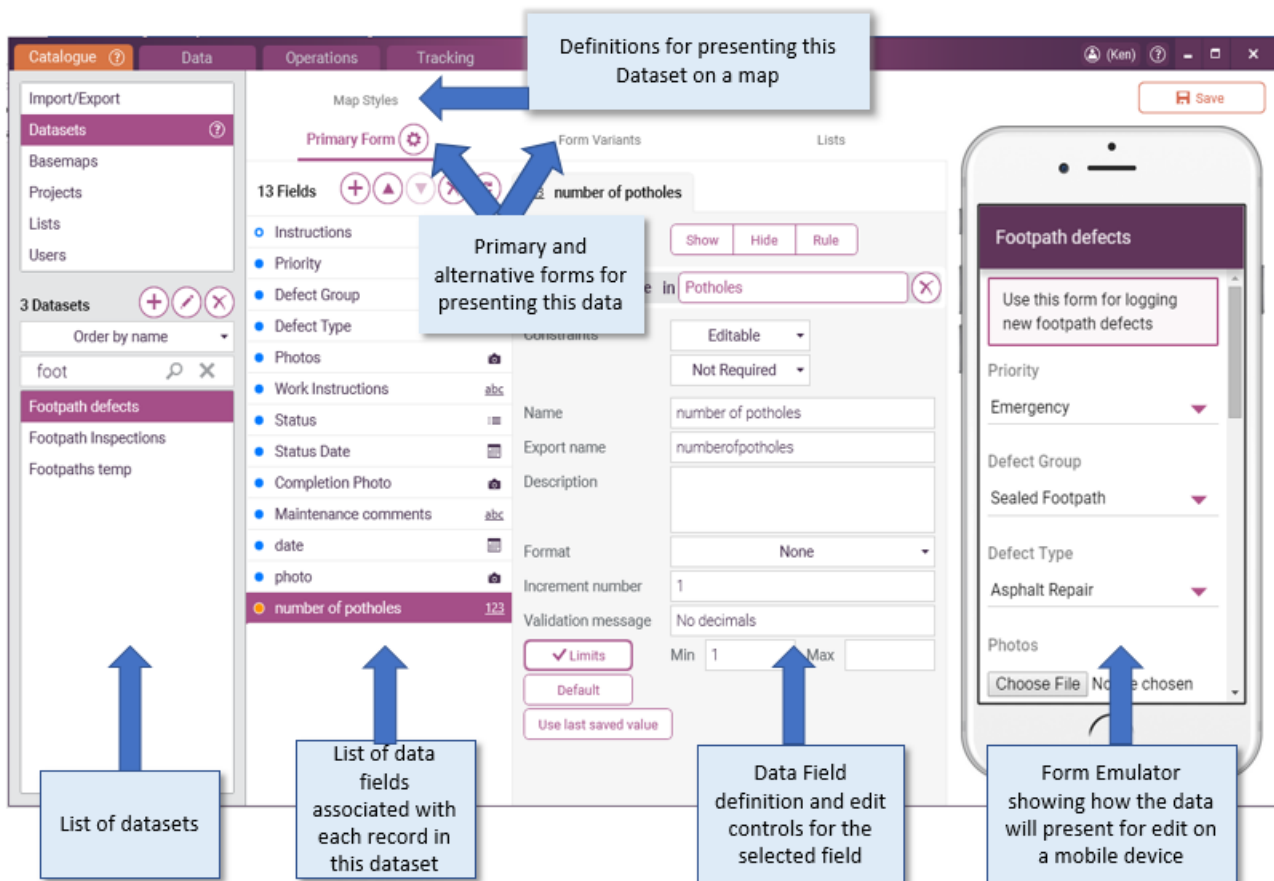 Definitions for presenting this
Dataset on a map
Catalogue ?
Data
Operations
Tracking
(Ken) ?
Import/Export
Datasets ?
Basemaps
Projects
Lists
Users
Map Styles
Save
Primary Form
Form Variants
Lists
13 Fields
number of potholes
Primary and
alternative forms for
presenting this data
Instructions
Priority
Defect Group
Defect Type
Photos
Work Instructions abc
Status
Status Date
Completion Photo
Maintenance comments abc
date
photo
number of potholes 123
3 Datasets
Order by name
foot
Footpath defects
Footpath Inspections
Footpaths temp
Show Hide Rule
in Potholes
Constraints Editable
Not Required
Name number of potholes
Export name numberofpotholes
Description
Format None
Increment number 1
Validation message No decimals
Limits Min 1 Max
Default
Use last saved value
Footpath defects
Use this form for logging
new footpath defects
Priority
Emergency
Defect Group
Sealed Footpath
Defect Type
Asphalt Repair
Photos
Choose File chosen
List of datasets
List of data
fields
associated with
each record in
this dataset
Data Field
definition and edit
controls for the
selected field
Form Emulator
showing how the data
will present for edit on
a mobile device